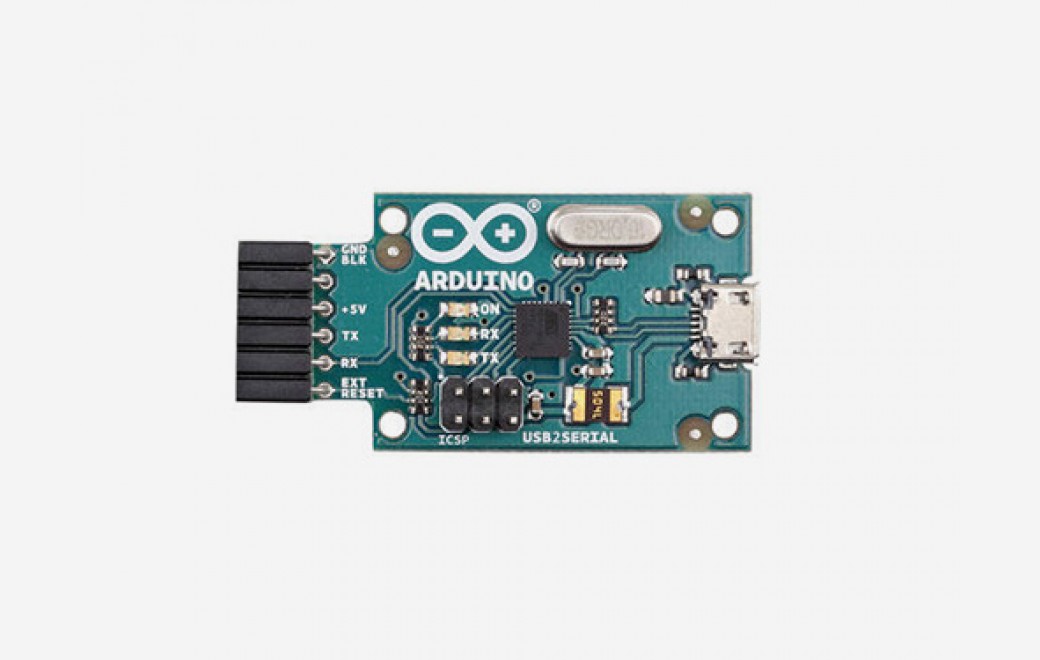 ®
ARDUINO
GND
BLK
+5V
TX
RX
EXT
RESET
ON
RX
TX
ICSP
USB2SERIAL